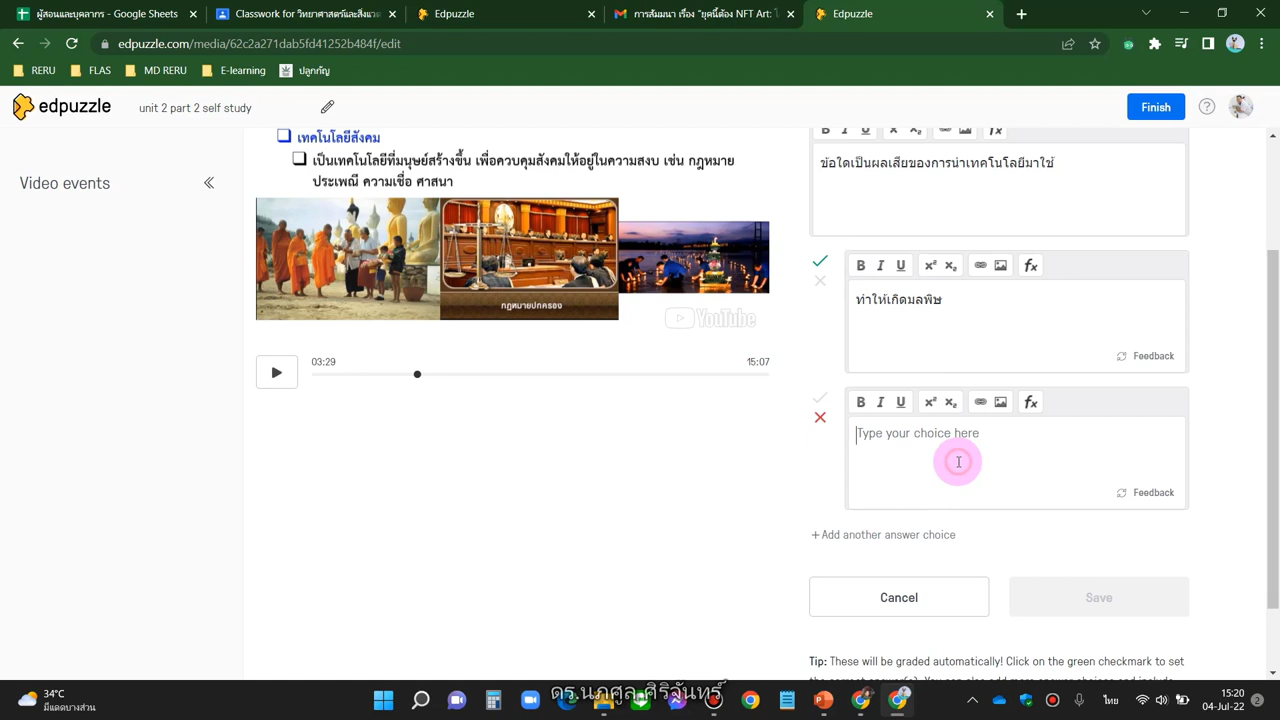 ผู้สอนและบุคลากร - Google Sheets
Classwork for วิทยาศาสตร์และสิ่งแวด
Edpuzzle
การสัมมนา เรื่อง "ยุคนี้ต้อง NFT Art: โ
Edpuzzle
edpuzzle.com/media/62c2a271dab5fd41252b484f/edit
RERU
FLAS
MD RERU
E-learning
ปลูกกัญ
edpuzzle
unit 2 part 2 self study
Finish
Video events
เทคโนโลยีสังคม
เป็นเทคโนโลยีที่มนุษย์สร้างขึ้น เพื่อควบคุมสังคมให้อยู่ในความสงบ เช่น กฎหมาย
ประเพณี ความเชื่อ ศาสนา
กฎหมายปกครอง
YouTube
03:29
15:07
B I U x² x₂ fx
ข้อใดเป็นผลเสียของการนำเทคโนโลยีมาใช้
B I U x² x₂ fx
ทำให้เกิดมลพิษ
Feedback
B I U x² x₂ fx
Type your choice here
Feedback
+ Add another answer choice
Cancel
Save
Tip: These will be graded automatically! Click on the green checkmark to set
34°C
มีแดดบางส่วน
ดร.นภศูล ศิริจันทร์
ไทย
15:20
04-Jul-22
2